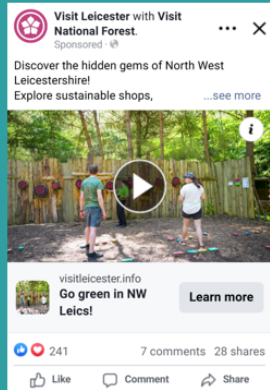 Visit Leicester with Visit
National Forest.
Sponsored ·
Discover the hidden gems of North West
Leicestershire!
Explore sustainable shops, ...see more
i
visitleicester.info
Go green in NW
Leics!
Learn more
241 7 comments 28 shares
Like Comment Share